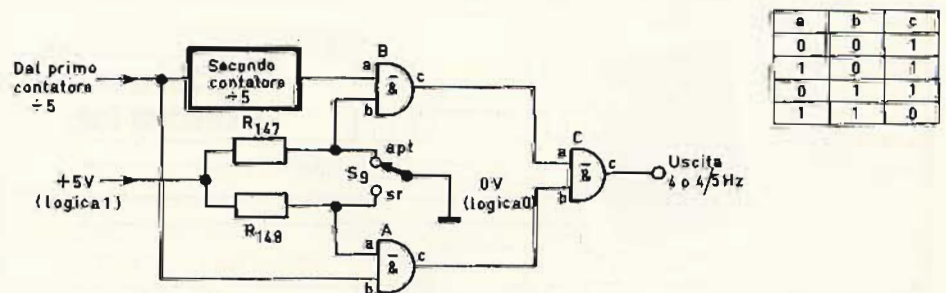 Dal primo
contatore
÷5
Secondo
contatore
÷5
B
a
b
c
&
R147
R148
+5V
(logica1)
apt
S9
sr
0V
(logica0)
A
a
b
c
&
C
a
b
c
&
Uscita
4 o 4/5Hz
a b c
0 0 1
1 0 1
0 1 1
1 1 0